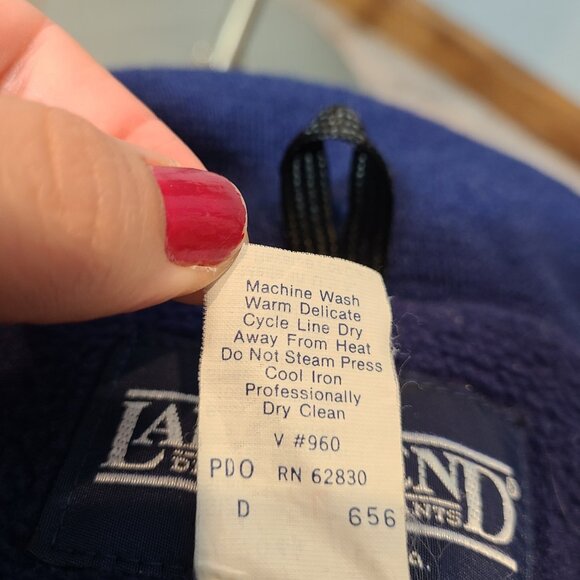 Machine Wash
Warm Delicate
Cycle Line Dry
Away From Heat
Do Not Steam Press
Cool Iron
Professionally
Dry Clean
V #960
PDO RN 62830
D 656